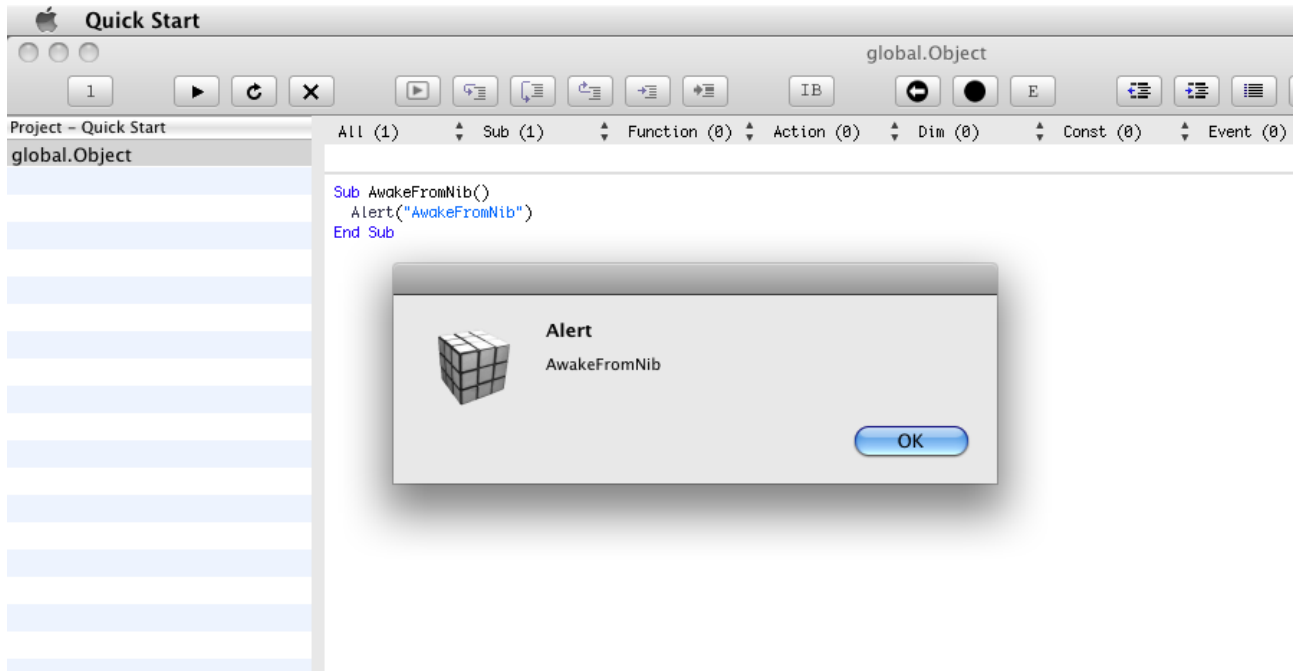 Quick Start
global.Object
1 IB E
Project - Quick Start
All (1) Sub (1) Function (0) Action (0) Dim (0) Const (0) Event (0)
global.Object
Sub AwakeFromNib()
Alert("AwakeFromNib")
End Sub
Alert
AwakeFromNib
OK